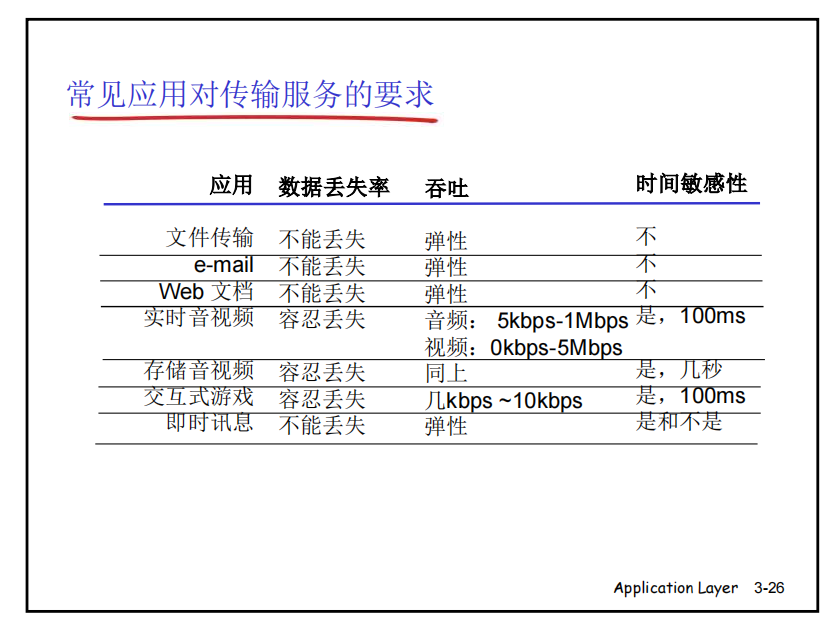 常见应用对传输服务的要求
应用 数据丢失率 吞吐 时间敏感性
文件传输 不能丢失 弹性 不
e-mail 不能丢失 弹性 不
Web 文档 不能丢失 弹性 不
实时音视频 容忍丢失 音频： 5kbps-1Mbps 是，100ms
视频：0kbps-5Mbps
存储音视频 容忍丢失 同上 是，几秒
交互式游戏 容忍丢失 几kbps ~10kbps 是，100ms
即时讯息 不能丢失 弹性 是和不是
Application Layer 3-26